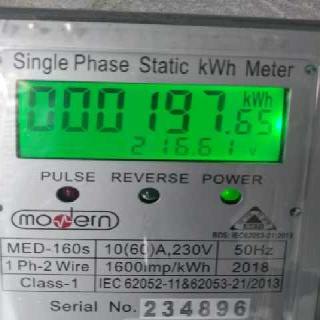 Single Phase Static kWh Meter
000197.65 kWh
216.61 V
PULSE REVERSE POWER
modern
BDS: IEC62053-21:2013
MED-160s 10(60)A,230V 50Hz
1 Ph-2 Wire 1600imp/kWh 2018
Class-1 IEC 62052-11&62053-21/2013
Serial No. 234896